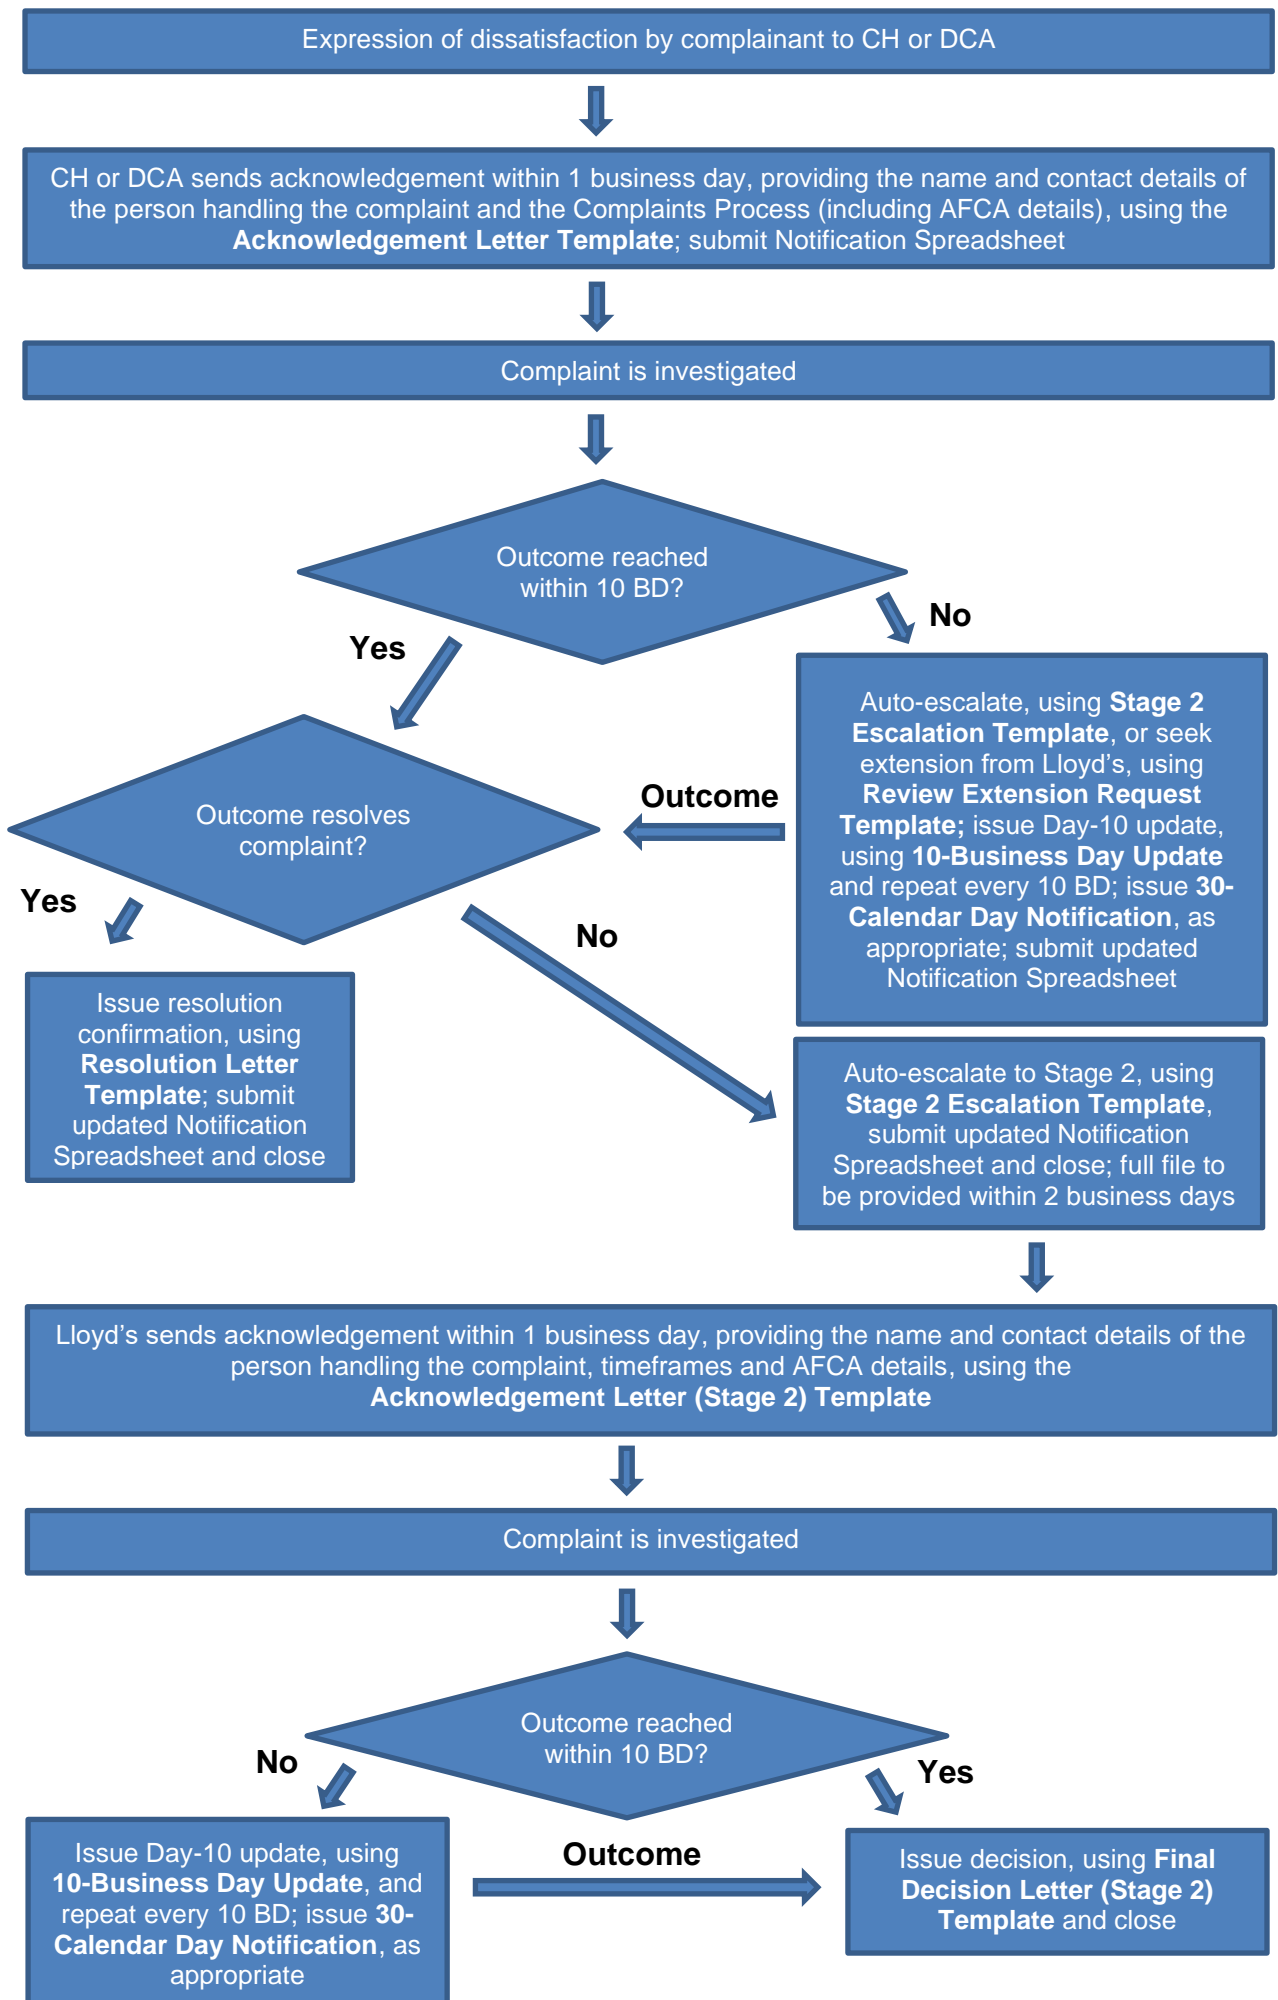 Expression of dissatisfaction by complainant to CH or DCA
CH or DCA sends acknowledgement within 1 business day, providing the name and contact details of
the person handling the complaint and the Complaints Process (including AFCA details), using the
Acknowledgement Letter Template; submit Notification Spreadsheet
Complaint is investigated
Outcome reached
within 10 BD?
No
Yes
Auto-escalate, using Stage 2
Escalation Template, or seek
extension from Lloyd's, using
Review Extension Request
Template; issue Day-10 update,
using 10-Business Day Update
and repeat every 10 BD; issue 30-
Calendar Day Notification, as
appropriate; submit updated
Notification Spreadsheet
Outcome
Outcome resolves
complaint?
Yes
No
Issue resolution
confirmation, using
Resolution Letter
Template; submit
updated Notification
Spreadsheet and close
Auto-escalate to Stage 2, using
Stage 2 Escalation Template,
submit updated Notification
Spreadsheet and close; full file to
be provided within 2 business days
Lloyd's sends acknowledgement within 1 business day, providing the name and contact details of the
person handling the complaint, timeframes and AFCA details, using the
Acknowledgement Letter (Stage 2) Template
Complaint is investigated
Outcome reached
within 10 BD?
No
Yes
Issue Day-10 update, using
10-Business Day Update, and
repeat every 10 BD; issue 30-
Calendar Day Notification, as
appropriate
Outcome
Issue decision, using Final
Decision Letter (Stage 2)
Template and close